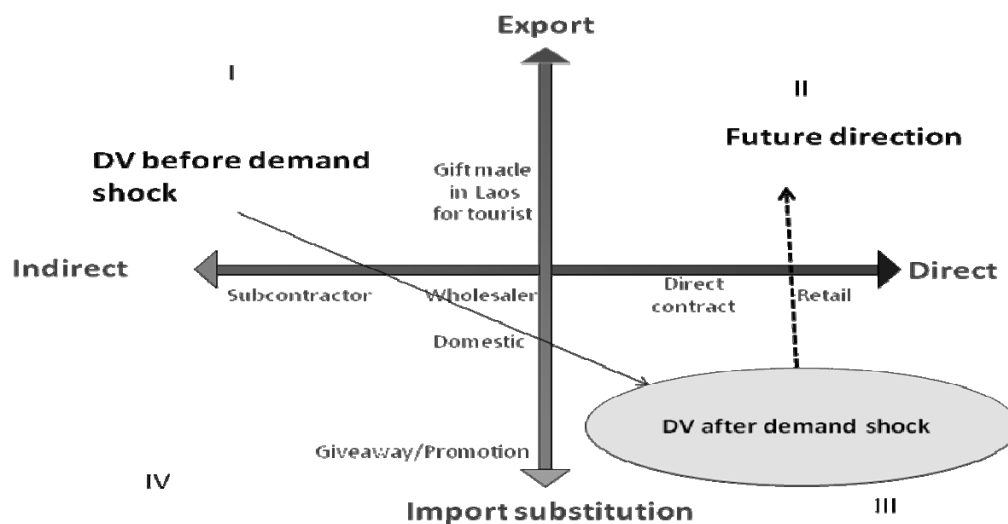 Export
I
II
Future direction
DV before demand
shock
Gift made
in Laos
for tourist
Indirect
Direct
Subcontractor
Wholesaler
Direct
contract
Retail
Domestic
DV after demand shock
Giveaway/Promotion
IV
III
Import substitution